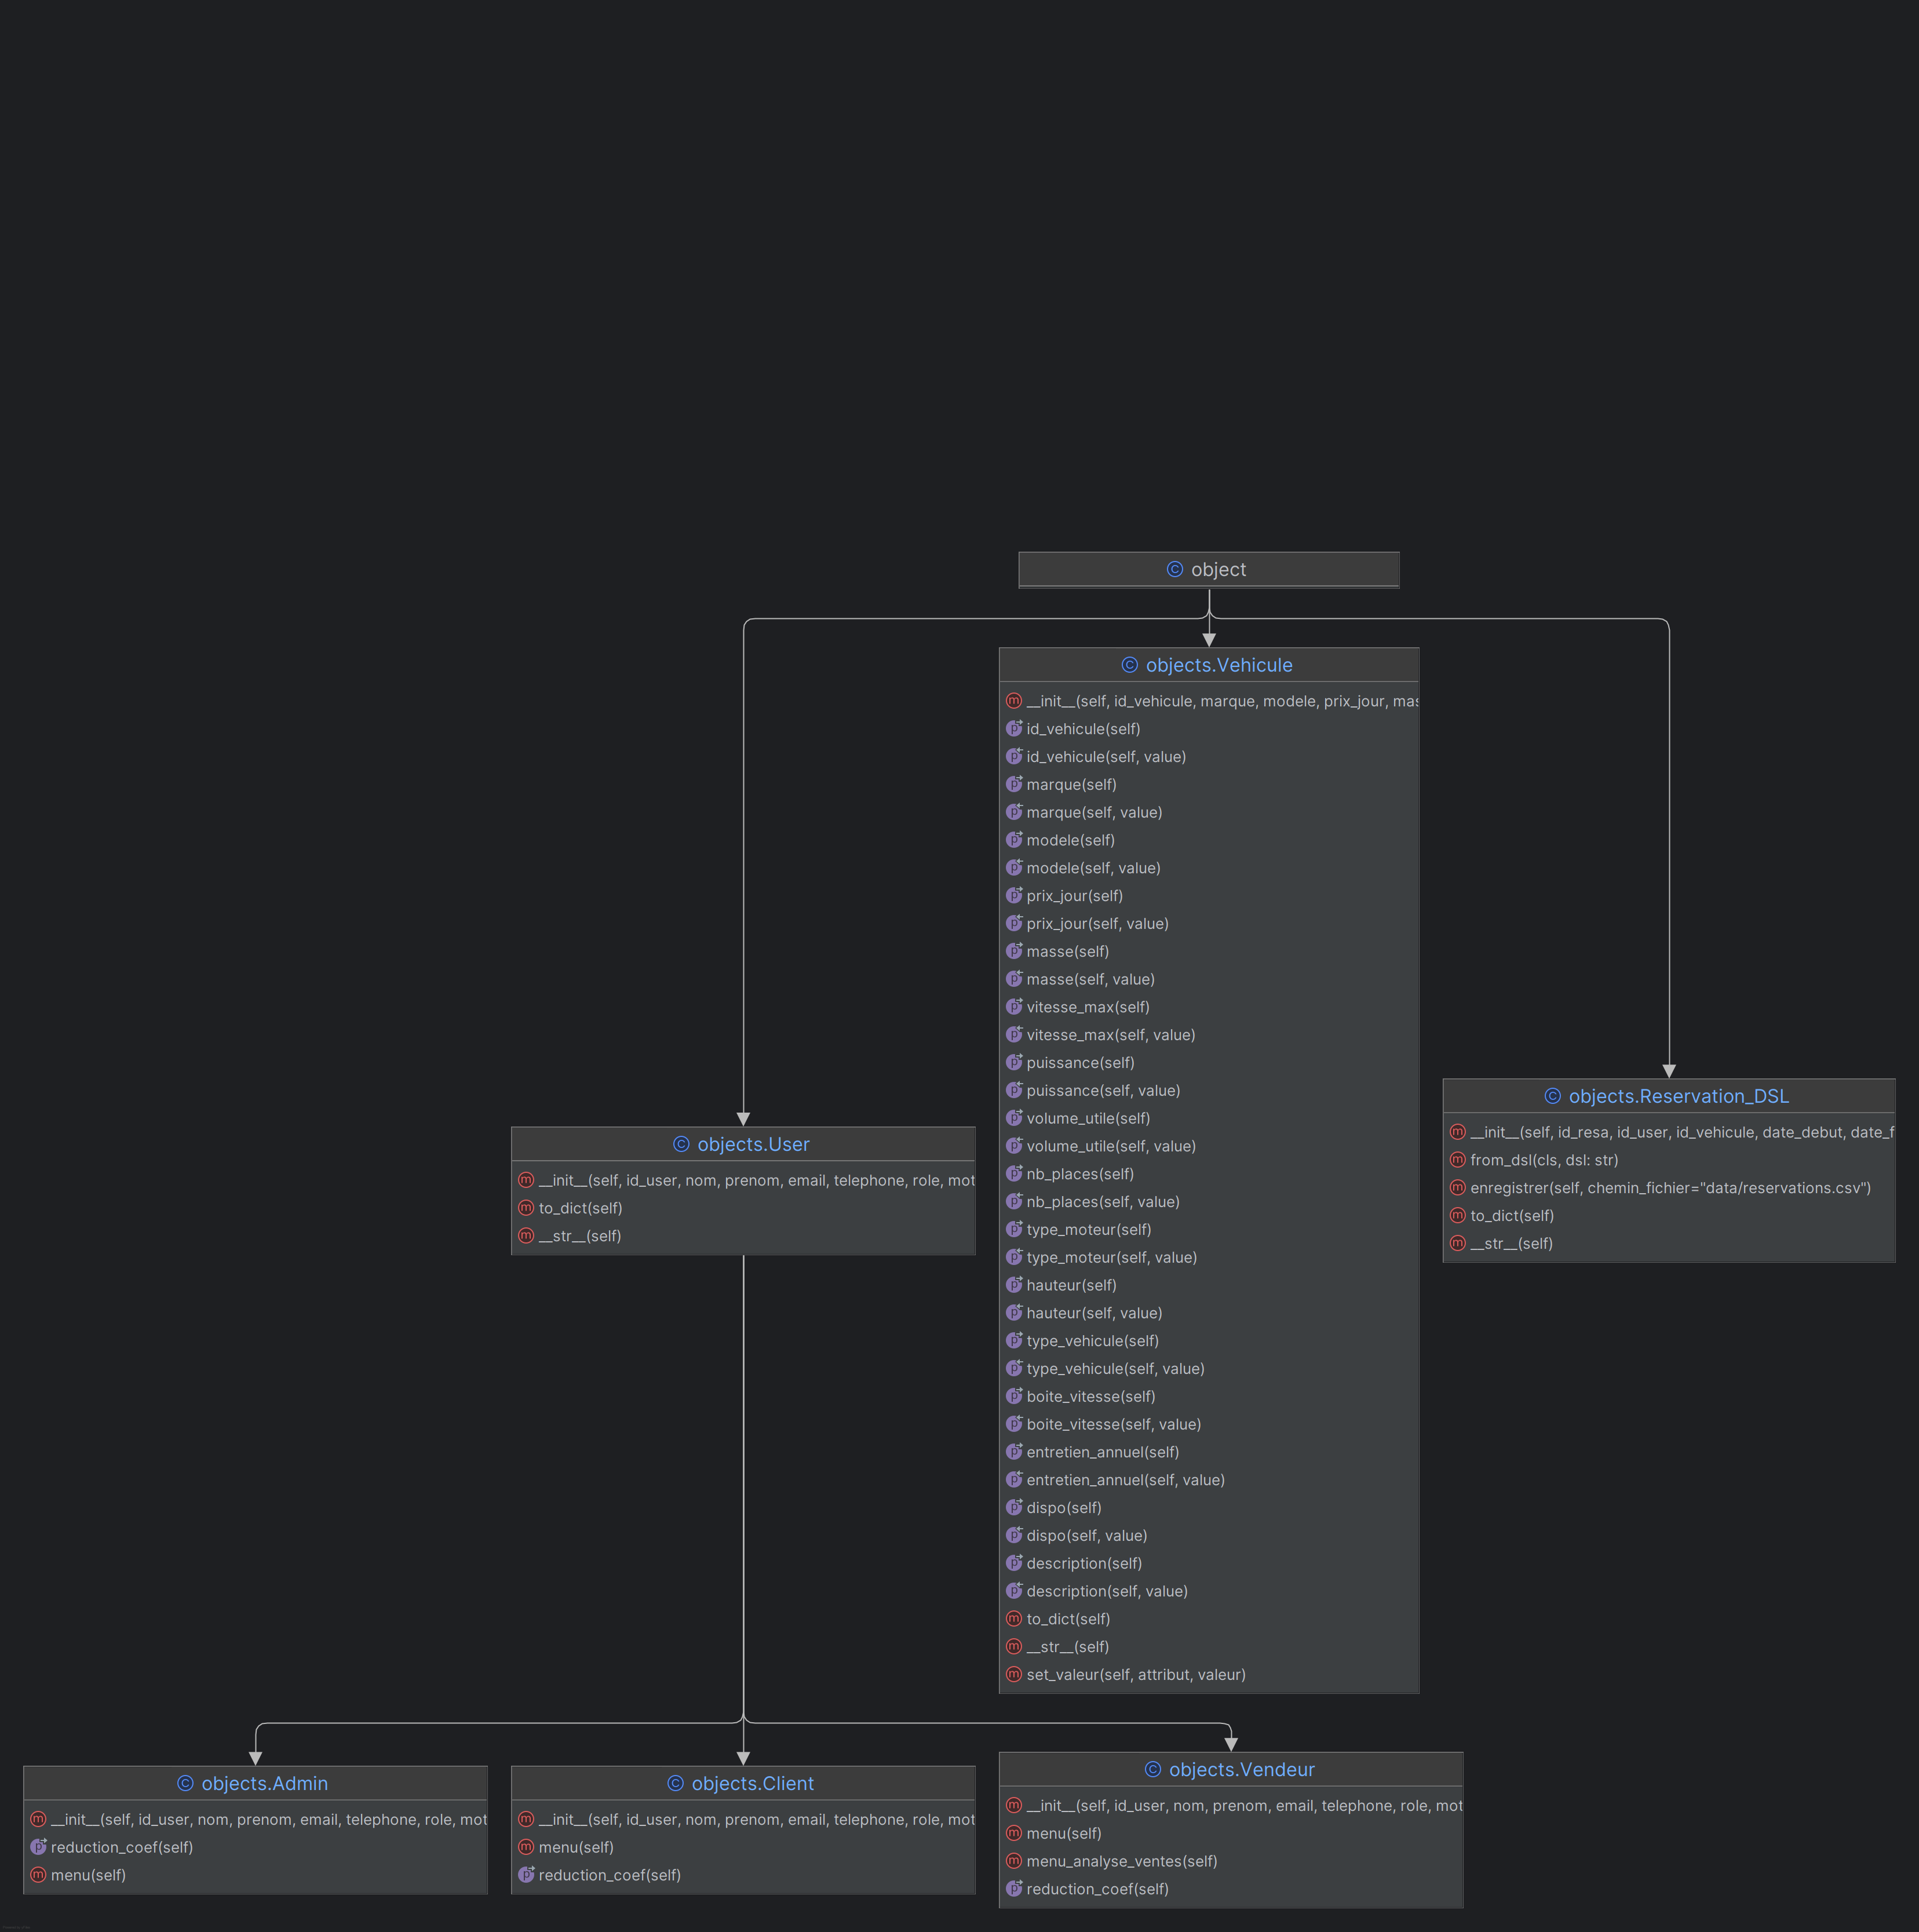 object
objects.Vehicule
__init__(self, id_vehicule, marque, modele, prix_jour, mas
id_vehicule(self)
id_vehicule(self, value)
marque(self)
marque(self, value)
modele(self)
modele(self, value)
prix_jour(self)
prix_jour(self, value)
masse(self)
masse(self, value)
vitesse_max(self)
vitesse_max(self, value)
puissance(self)
puissance(self, value)
volume_utile(self)
volume_utile(self, value)
nb_places(self)
nb_places(self, value)
type_moteur(self)
type_moteur(self, value)
hauteur(self)
hauteur(self, value)
type_vehicule(self)
type_vehicule(self, value)
boite_vitesse(self)
boite_vitesse(self, value)
entretien_annuel(self)
entretien_annuel(self, value)
dispo(self)
dispo(self, value)
description(self)
description(self, value)
to_dict(self)
__str__(self)
set_valeur(self, attribut, valeur)
objects.Reservation_DSL
__init__(self, id_resa, id_user, id_vehicule, date_debut, date_f
from_dsl(cls, dsl: str)
enregistrer(self, chemin_fichier="data/reservations.csv")
to_dict(self)
__str__(self)
objects.User
__init__(self, id_user, nom, prenom, email, telephone, role, mot
to_dict(self)
__str__(self)
objects.Admin
__init__(self, id_user, nom, prenom, email, telephone, role, mot
reduction_coef(self)
menu(self)
objects.Client
__init__(self, id_user, nom, prenom, email, telephone, role, mot
menu(self)
reduction_coef(self)
objects.Vendeur
__init__(self, id_user, nom, prenom, email, telephone, role, mot
menu(self)
menu_analyse_ventes(self)
reduction_coef(self)